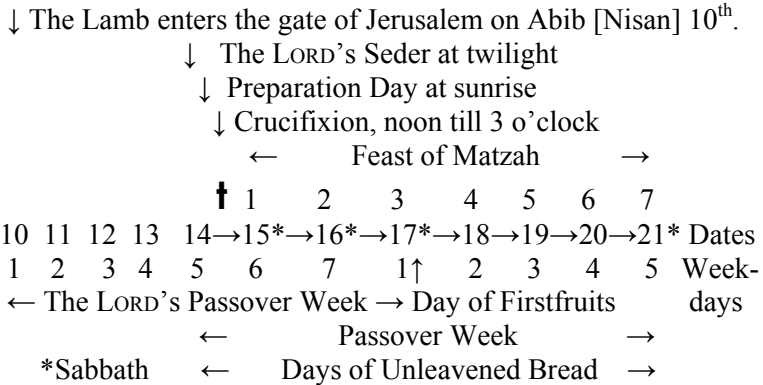 ↓ The Lamb enters the gate of Jerusalem on Abib [Nisan] 10th.
↓ The LORD’s Seder at twilight
↓ Preparation Day at sunrise
↓ Crucifixion, noon till 3 o’clock
← Feast of Matzah →
✝ 1 2 3 4 5 6 7
10 11 12 13 14→15*→16*→17*→18→19→20→21* Dates
1 2 3 4 5 6 7 1↑ 2 3 4 5 Week-
← The LORD’s Passover Week → Day of Firstfruits days
← Passover Week →
*Sabbath ← Days of Unleavened Bread →